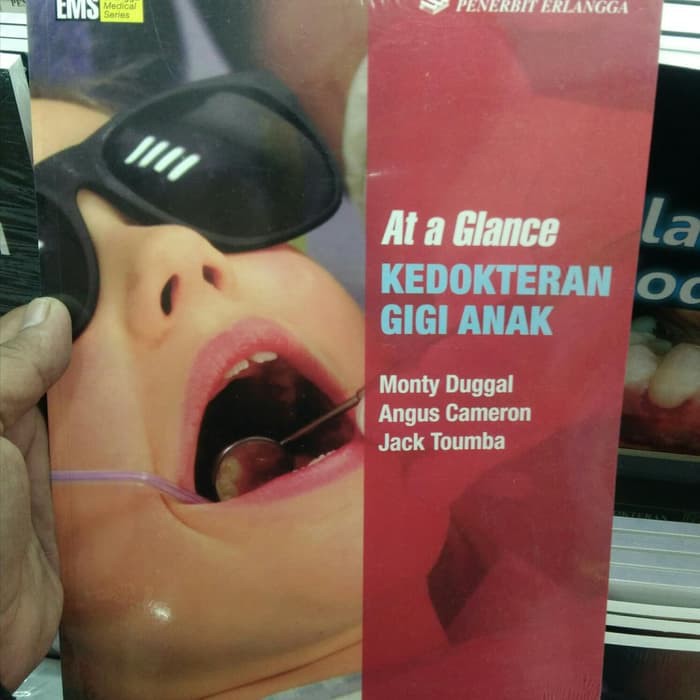 EMS
Medical
Series
PENERBIT ERLANGGA
At a Glance
KEDOKTERAN
GIGI ANAK
Monty Duggal
Angus Cameron
Jack Toumba